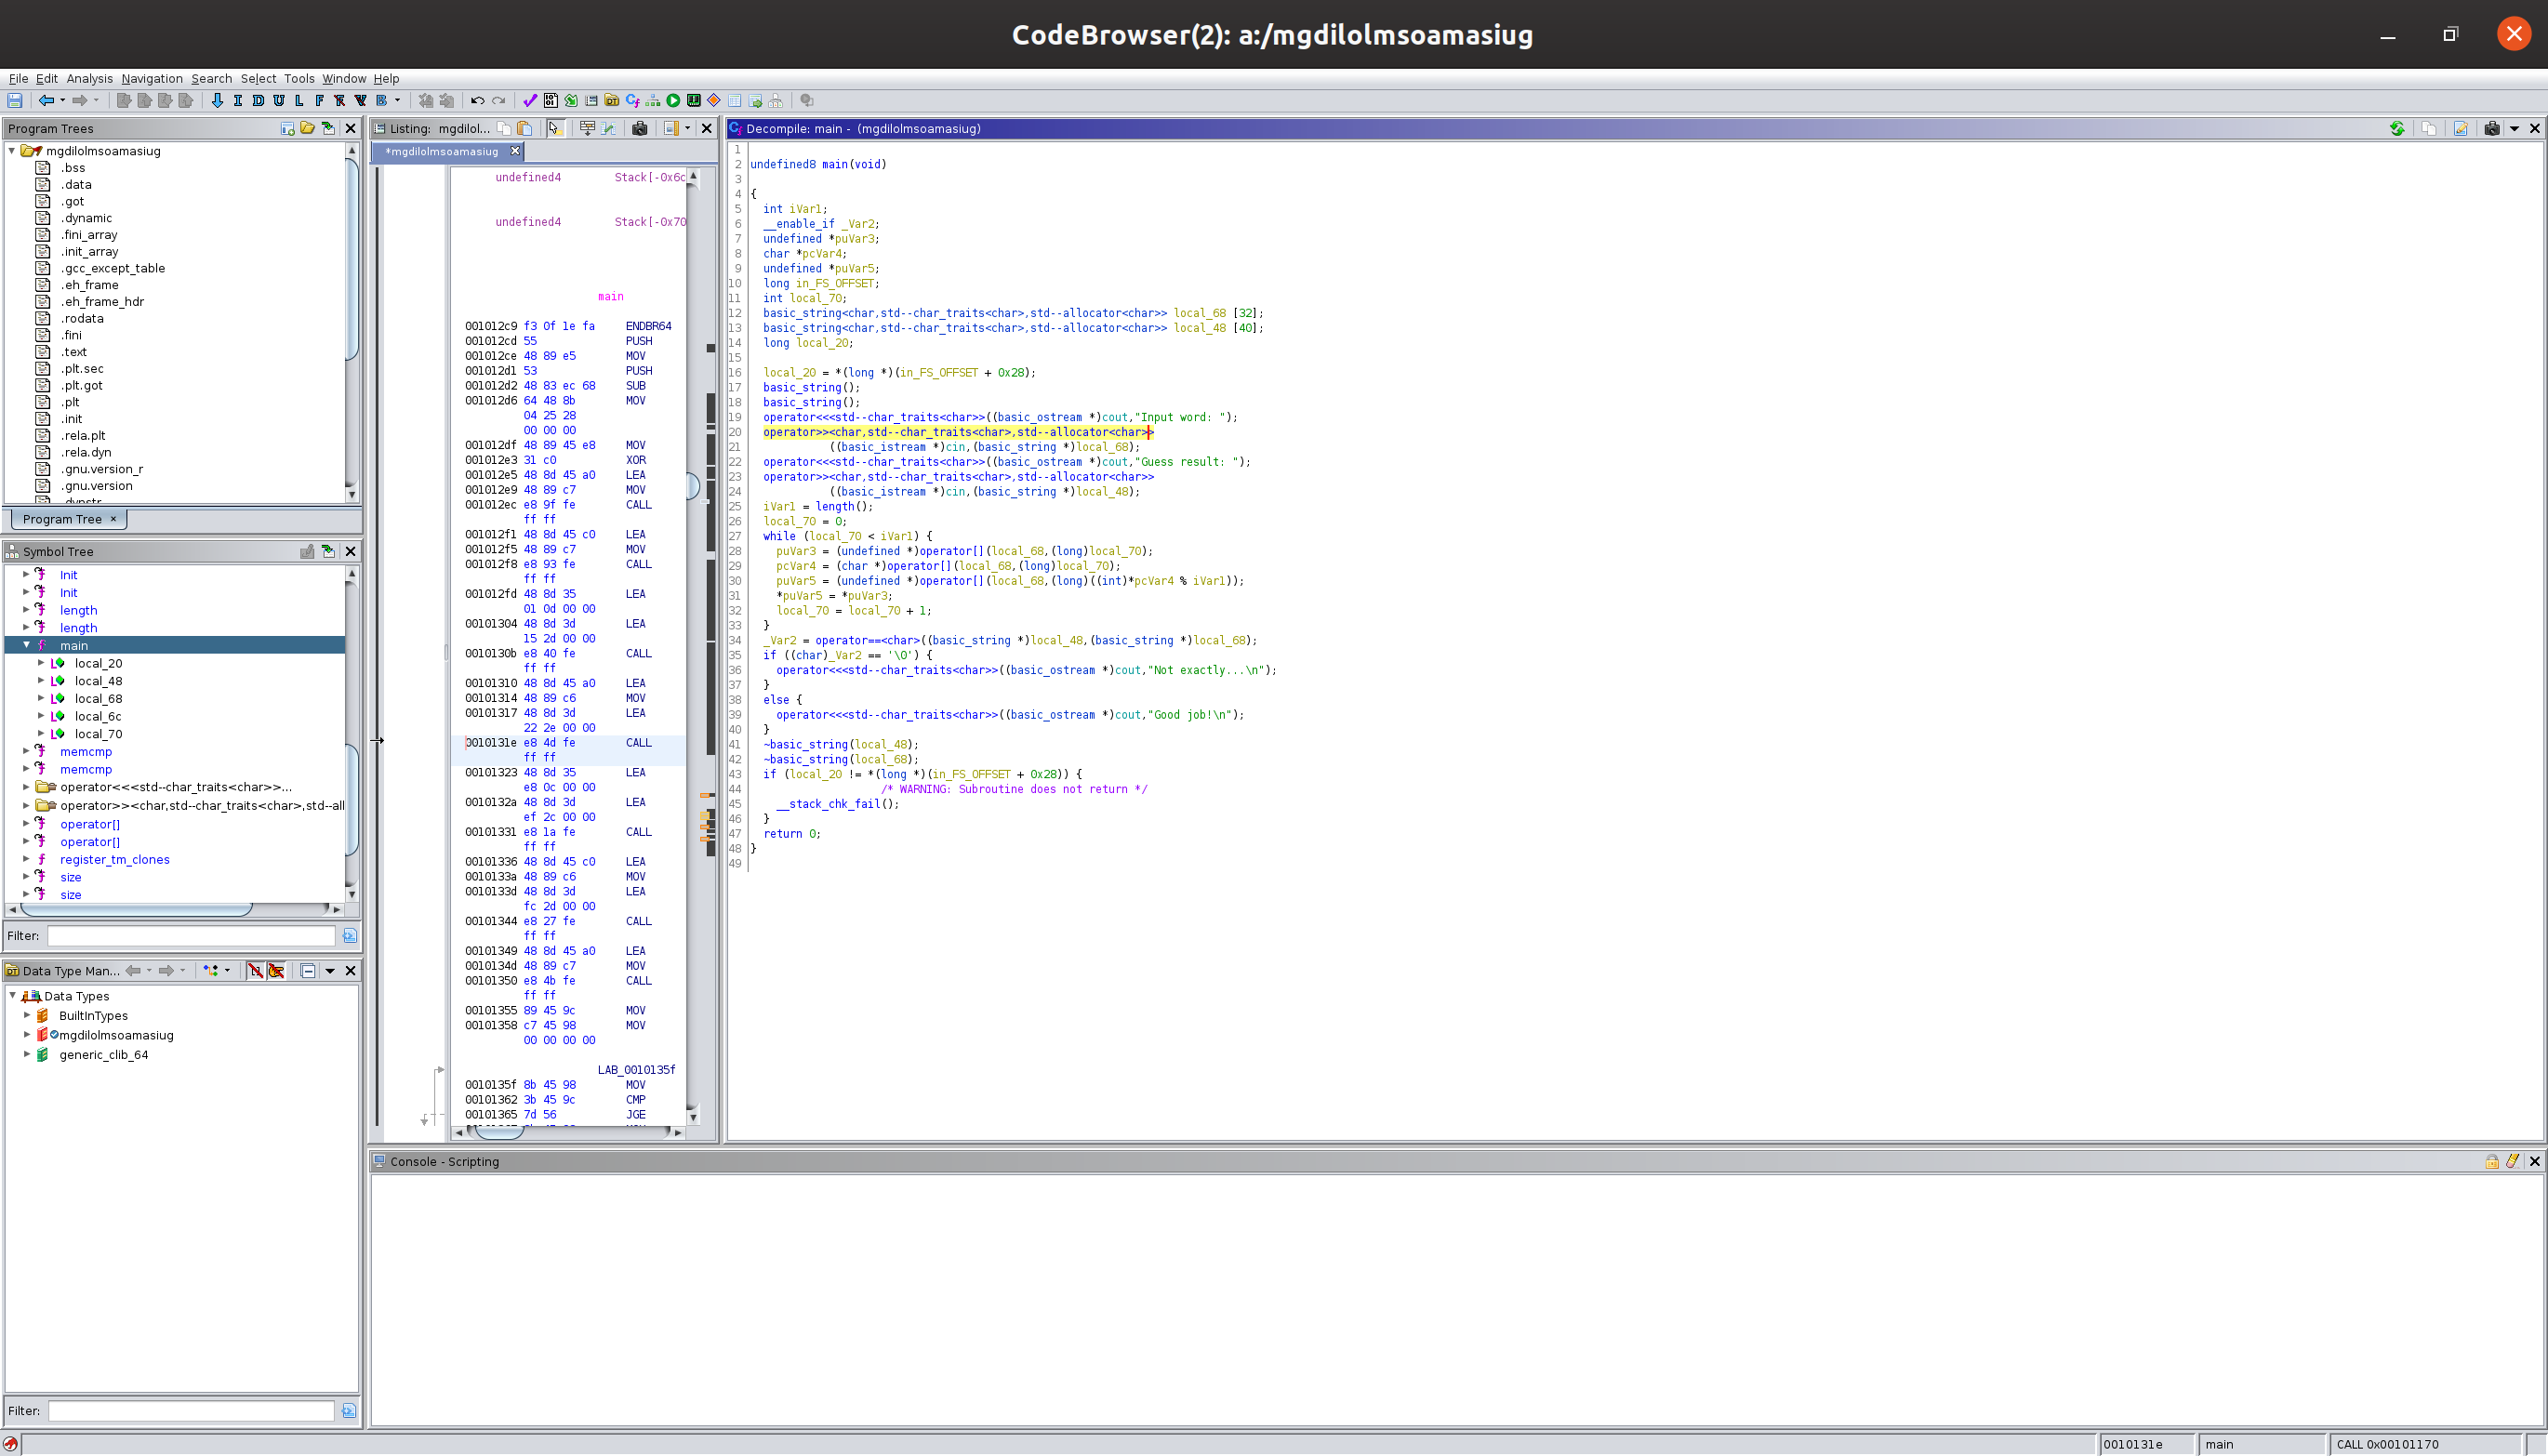 CodeBrowser(2): a:/mgdilolmsoamasiug
File Edit Analysis Navigation Search Select Tools Window Help
Program Trees
mgdilolmsoamasiug
.bss
.data
.got
.dynamic
.fini_array
.init_array
.gcc_except_table
.eh_frame
.eh_frame_hdr
.rodata
.fini
.text
.plt.sec
.plt.got
.plt
.init
.rela.plt
.rela.dyn
.gnu.version_r
.gnu.version
Program Tree ×
Symbol Tree
Init
Init
length
length
main
local_20
local_48
local_68
local_6c
local_70
memcmp
memcmp
operator<<<std--char_traits<char>>...
operator>><char,std--char_traits<char>,std--all
operator[]
operator[]
register_tm_clones
size
size
Filter:
Data Type Man...
Data Types
BuiltInTypes
mgdilolmsoamasiug
generic_clib_64
Filter:
Listing: mgdilol...
*mgdilolmsoamasiug
undefined4 Stack[-0x6c
undefined4 Stack[-0x70
main
001012c9 f3 0f 1e fa ENDBR64
001012cd 55 PUSH
001012ce 48 89 e5 MOV
001012d1 53 PUSH
001012d2 48 83 ec 68 SUB
001012d6 64 48 8b MOV
04 25 28
00 00 00
001012df 48 89 45 e8 MOV
001012e3 31 c0 XOR
001012e5 48 8d 45 a0 LEA
001012e9 48 89 c7 MOV
001012ec e8 9f fe CALL
ff ff
001012f1 48 8d 45 c0 LEA
001012f5 48 89 c7 MOV
001012f8 e8 93 fe CALL
ff ff
001012fd 48 8d 35 LEA
01 0d 00 00
00101304 48 8d 3d LEA
15 2d 00 00
0010130b e8 40 fe CALL
ff ff
00101310 48 8d 45 a0 LEA
00101314 48 89 c6 MOV
00101317 48 8d 3d LEA
22 2e 00 00
0010131e e8 4d fe CALL
ff ff
00101323 48 8d 35 LEA
e8 0c 00 00
0010132a 48 8d 3d LEA
ef 2c 00 00
00101331 e8 1a fe CALL
ff ff
00101336 48 8d 45 c0 LEA
0010133a 48 89 c6 MOV
0010133d 48 8d 3d LEA
fc 2d 00 00
00101344 e8 27 fe CALL
ff ff
00101349 48 8d 45 a0 LEA
0010134d 48 89 c7 MOV
00101350 e8 4b fe CALL
ff ff
00101355 89 45 9c MOV
00101358 c7 45 98 MOV
00 00 00 00
LAB_0010135f
0010135f 8b 45 98 MOV
00101362 3b 45 9c CMP
00101365 7d 56 JGE
Decompile: main - (mgdilolmsoamasiug)
1
2 undefined8 main(void)
3
4 {
5 int iVar1;
6 __enable_if _Var2;
7 undefined *puVar3;
8 char *pcVar4;
9 undefined *puVar5;
10 long in_FS_OFFSET;
11 int local_70;
12 basic_string<char,std--char_traits<char>,std--allocator<char>> local_68 [32];
13 basic_string<char,std--char_traits<char>,std--allocator<char>> local_48 [40];
14 long local_20;
15
16 local_20 = *(long *)(in_FS_OFFSET + 0x28);
17 basic_string();
18 basic_string();
19 operator<<<std--char_traits<char>>((basic_ostream *)cout,"Input word: ");
20 operator>><char,std--char_traits<char>,std--allocator<char>>
21 ((basic_istream *)cin,(basic_string *)local_68);
22 operator<<<std--char_traits<char>>((basic_ostream *)cout,"Guess result: ");
23 operator>><char,std--char_traits<char>,std--allocator<char>>
24 ((basic_istream *)cin,(basic_string *)local_48);
25 iVar1 = length();
26 local_70 = 0;
27 while (local_70 < iVar1) {
28 puVar3 = (undefined *)operator[](local_68,(long)local_70);
29 pcVar4 = (char *)operator[](local_68,(long)local_70);
30 puVar5 = (undefined *)operator[](local_68,(long)((int)*pcVar4 % iVar1));
31 *puVar5 = *puVar3;
32 local_70 = local_70 + 1;
33 }
34 _Var2 = operator==<char>((basic_string *)local_48,(basic_string *)local_68);
35 if ((char)_Var2 == '\0') {
36 operator<<<std--char_traits<char>>((basic_ostream *)cout,"Not exactly...\n");
37 }
38 else {
39 operator<<<std--char_traits<char>>((basic_ostream *)cout,"Good job!\n");
40 }
41 ~basic_string(local_48);
42 ~basic_string(local_68);
43 if (local_20 != *(long *)(in_FS_OFFSET + 0x28)) {
44 /* WARNING: Subroutine does not return */
45 __stack_chk_fail();
46 }
47 return 0;
48 }
49
Console - Scripting
0010131e main CALL 0x00101170